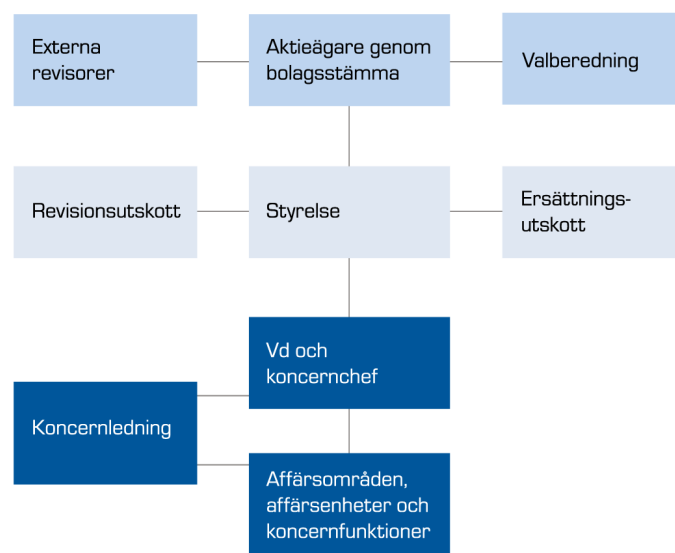 Externa
revisorer
Aktieägare genom
bolagsstämma
Valberedning
Revisionsutskott
Styrelse
Ersättnings-
utskott
Vd och
koncernchef
Koncernledning
Affärsområden,
affärsenheter och
koncernfunktioner